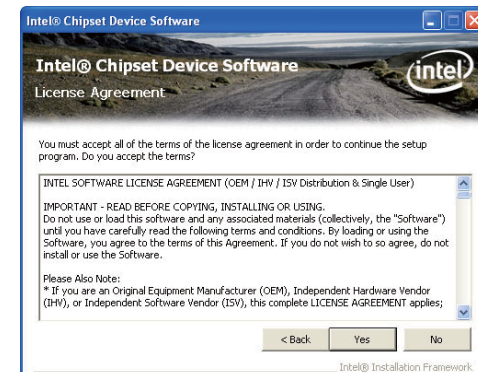 Intel® Chipset Device Software
Intel® Chipset Device Software
License Agreement
intel
You must accept all of the terms of the license agreement in order to continue the setup
program. Do you accept the terms?
INTEL SOFTWARE LICENSE AGREEMENT (OEM / IHV / ISV Distribution & Single User)
IMPORTANT - READ BEFORE COPYING, INSTALLING OR USING.
Do not use or load this software and any associated materials (collectively, the "Software")
until you have carefully read the following terms and conditions. By loading or using the
Software, you agree to the terms of this Agreement. If you do not wish to so agree, do not
install or use the Software.
Please Also Note:
* If you are an Original Equipment Manufacturer (OEM), Independent Hardware Vendor
(IHV), or Independent Software Vendor (ISV), this complete LICENSE AGREEMENT applies;
< Back Yes No
Intel® Installation Framework